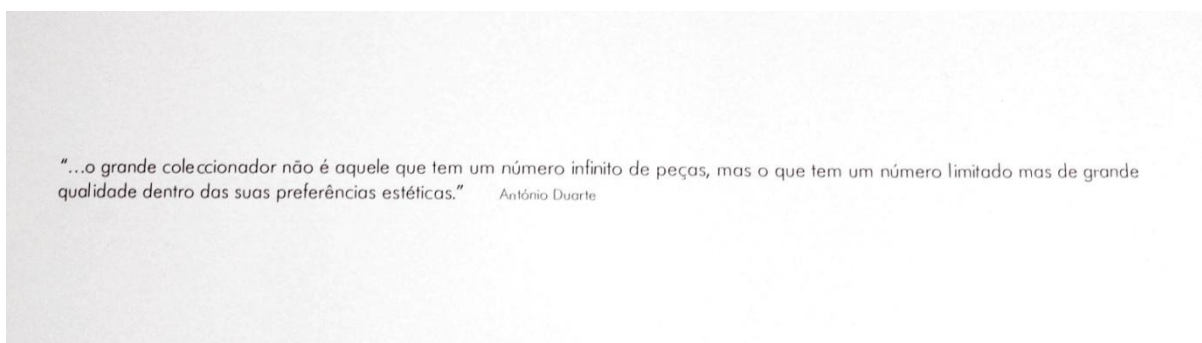 "...o grande coleccionador não é aquele que tem um número infinito de peças, mas o que tem um número limitado mas de grande
qualidade dentro das suas preferências estéticas." António Duarte